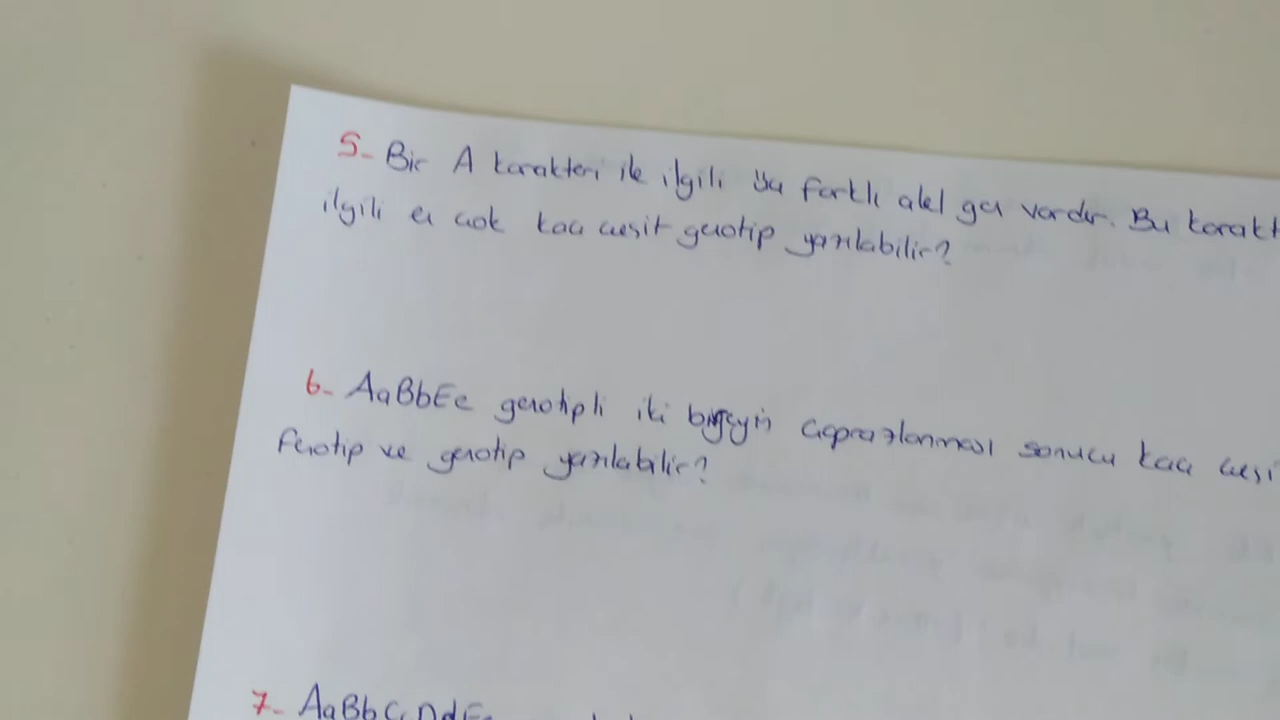 5- Bir A karakteri ile ilgili üç farklı alel gen vardır. Bu karakt
ilgili en çok kaç çeşit genotip yazılabilir?
6- AaBbEe genotipli iki bireyin çaprazlanması sonucu kaç çeşi
fenotip ve genotip yazılabilir?
7- AaBbCcDdEe